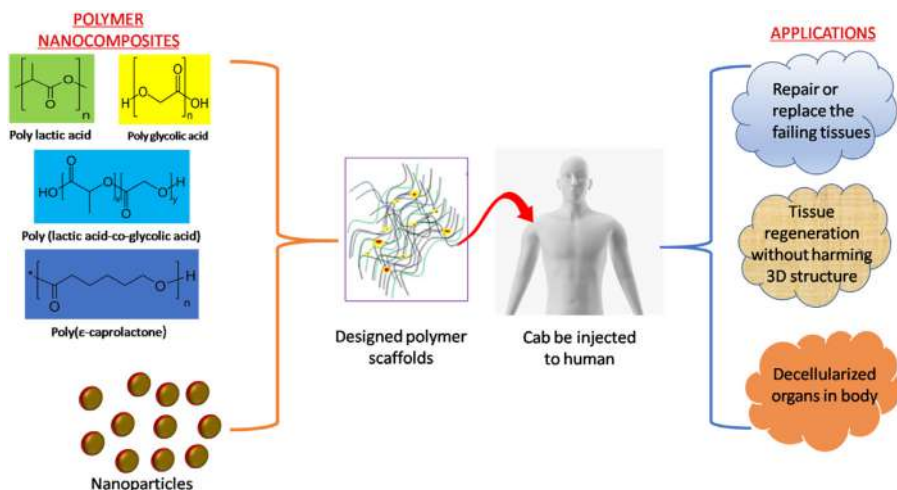 POLYMER
NANOCOMPOSITES
O
O
n
Poly lactic acid
H
O
O
OH
n
Poly glycolic acid
HO
O
O
x
O
O
H
y
Poly (lactic acid-co-glycolic acid)
*
O
O
H
n
Poly(ε-caprolactone)
Nanoparticles
Designed polymer
scaffolds
Cab be injected
to human
APPLICATIONS
Repair or
replace the
failing tissues
Tissue
regeneration
without harming
3D structure
Decellularized
organs in body